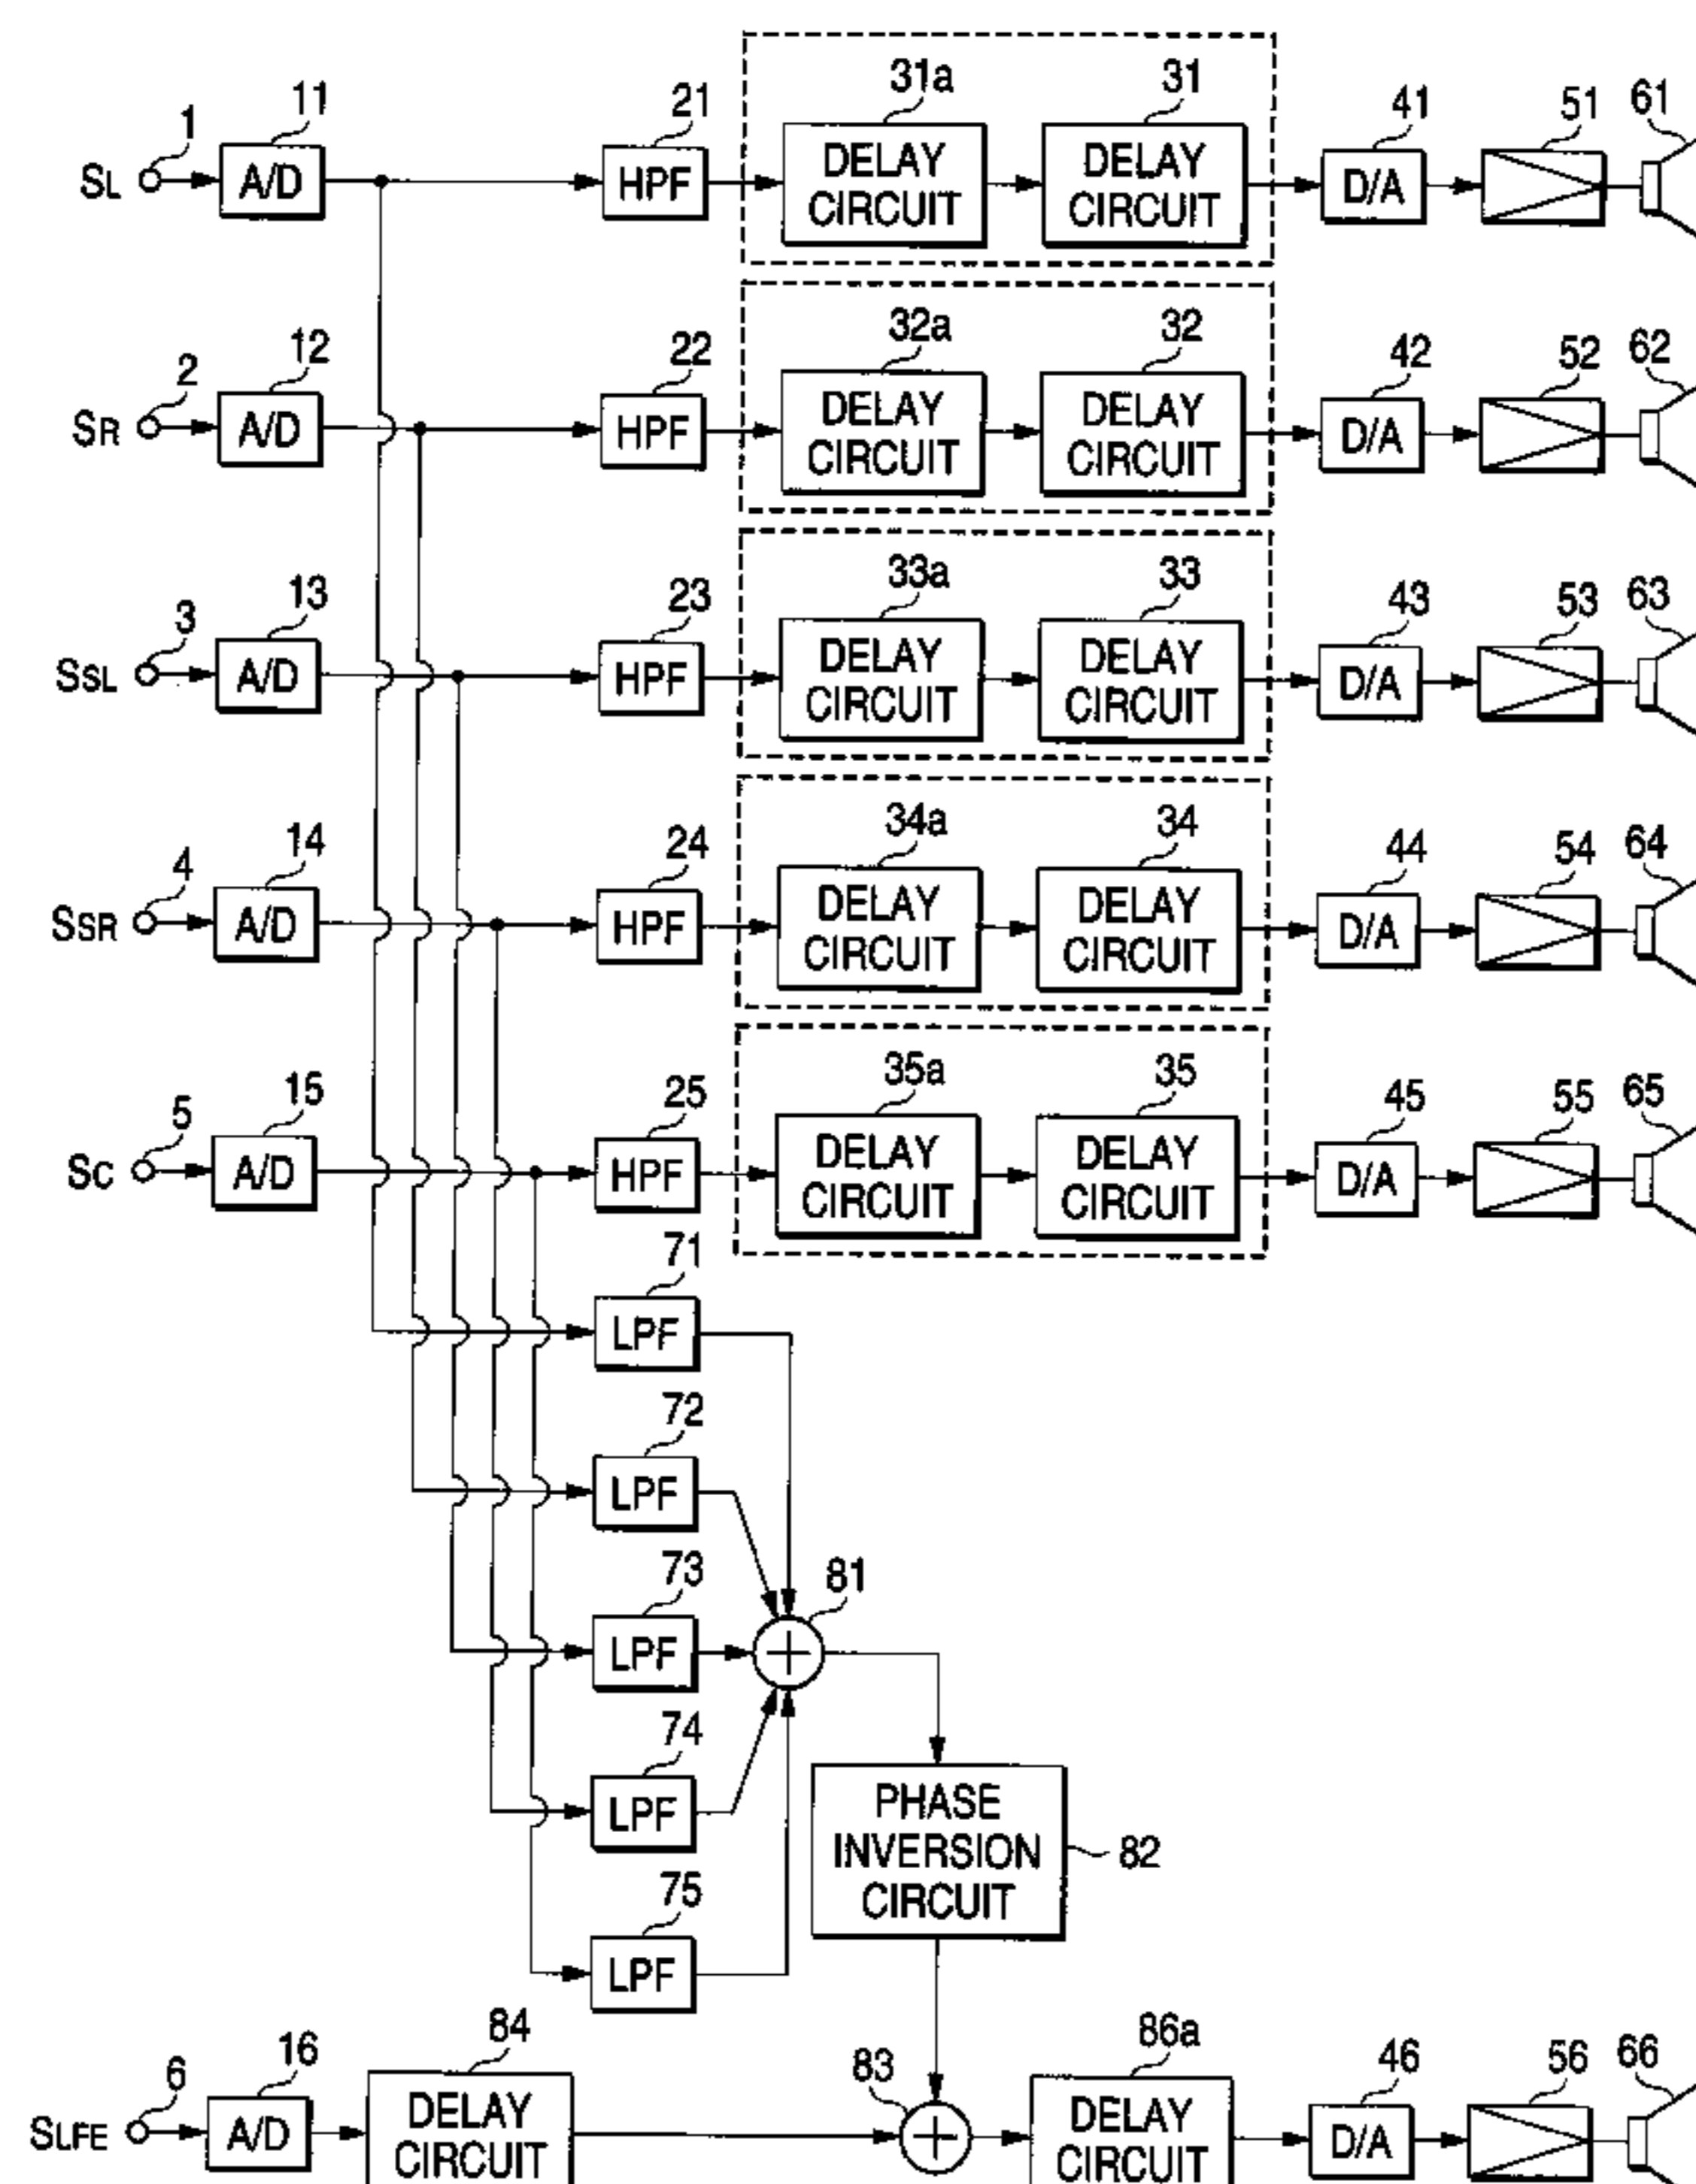 31a 31
11 21 41 51 61
1
SL A/D HPF DELAY CIRCUIT DELAY CIRCUIT D/A
32a 32
12 22 42 52 62
2
SR A/D HPF DELAY CIRCUIT DELAY CIRCUIT D/A
33a 33
13 23 43 53 63
3
SSL A/D HPF DELAY CIRCUIT DELAY CIRCUIT D/A
34a 34
14 24 44 54 64
4
SSR A/D HPF DELAY CIRCUIT DELAY CIRCUIT D/A
35a 35
15 25 45 55 65
5
SC A/D HPF DELAY CIRCUIT DELAY CIRCUIT D/A
71
LPF
72
LPF
73 81
LPF
74
LPF
PHASE
INVERSION
CIRCUIT
82
75
LPF
84 86a
6 16 83 46 56 66
SLFE A/D DELAY CIRCUIT DELAY CIRCUIT D/A